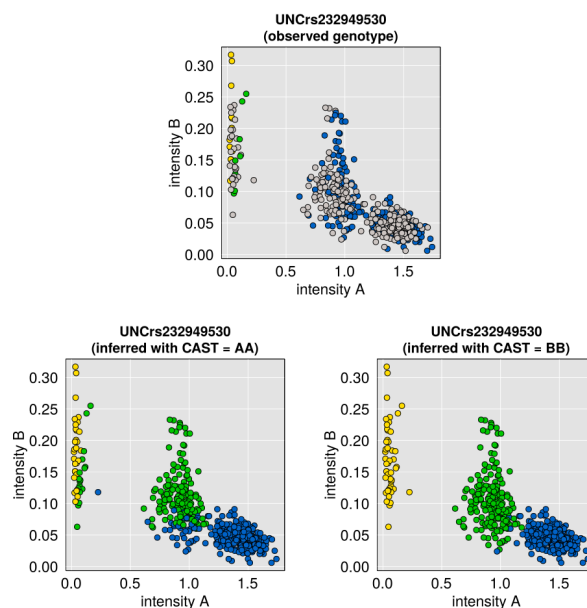 UNCrs232949530
(observed genotype)
0.30
0.25
0.20
0.15
0.10
0.05
0.00
intensity B
0.0 0.5 1.0 1.5
intensity A
UNCrs232949530
(inferred with CAST = AA)
0.30
0.25
0.20
0.15
0.10
0.05
0.00
intensity B
0.0 0.5 1.0 1.5
intensity A
UNCrs232949530
(inferred with CAST = BB)
0.30
0.25
0.20
0.15
0.10
0.05
0.00
intensity B
0.0 0.5 1.0 1.5
intensity A